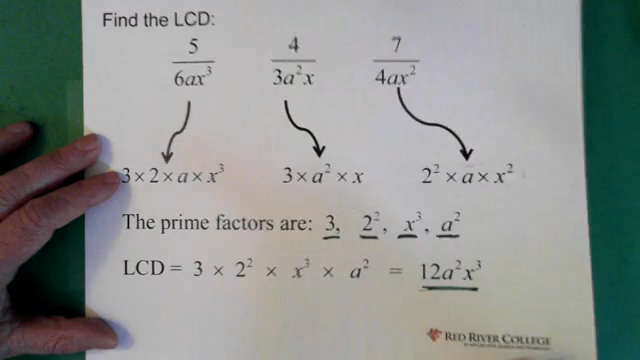 Find the LCD:
5/6ax³ 4/3a²x 7/4ax²
3 × 2 × a × x³ 3 × a² × x 2² × a × x²
The prime factors are: 3, 2², x³, a²
LCD = 3 × 2² × x³ × a² = 12a²x³
RED RIVER COLLEGE